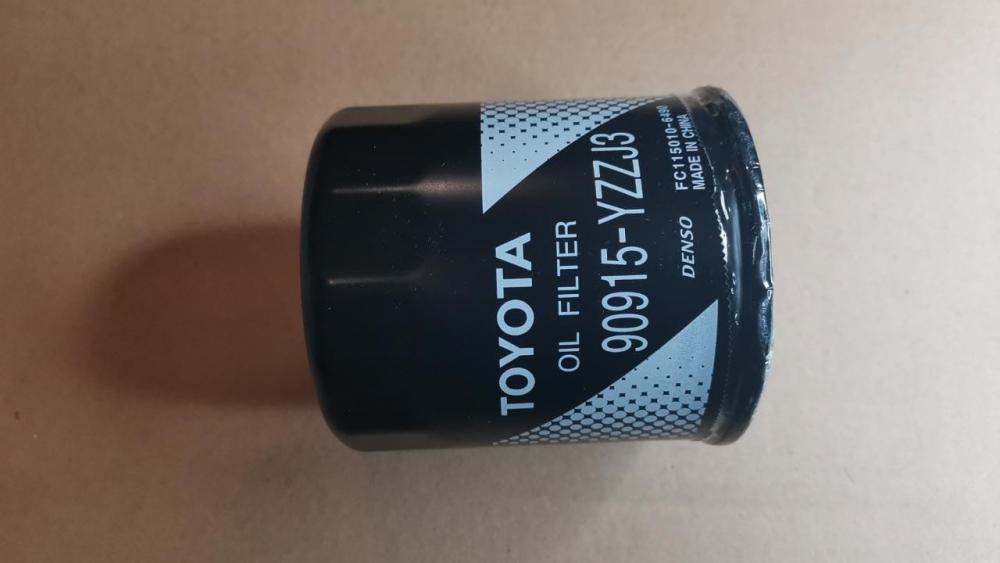 TOYOTA
OIL FILTER
90915-YZZJ3
DENSO
FC115010-6490
MADE IN CHINA